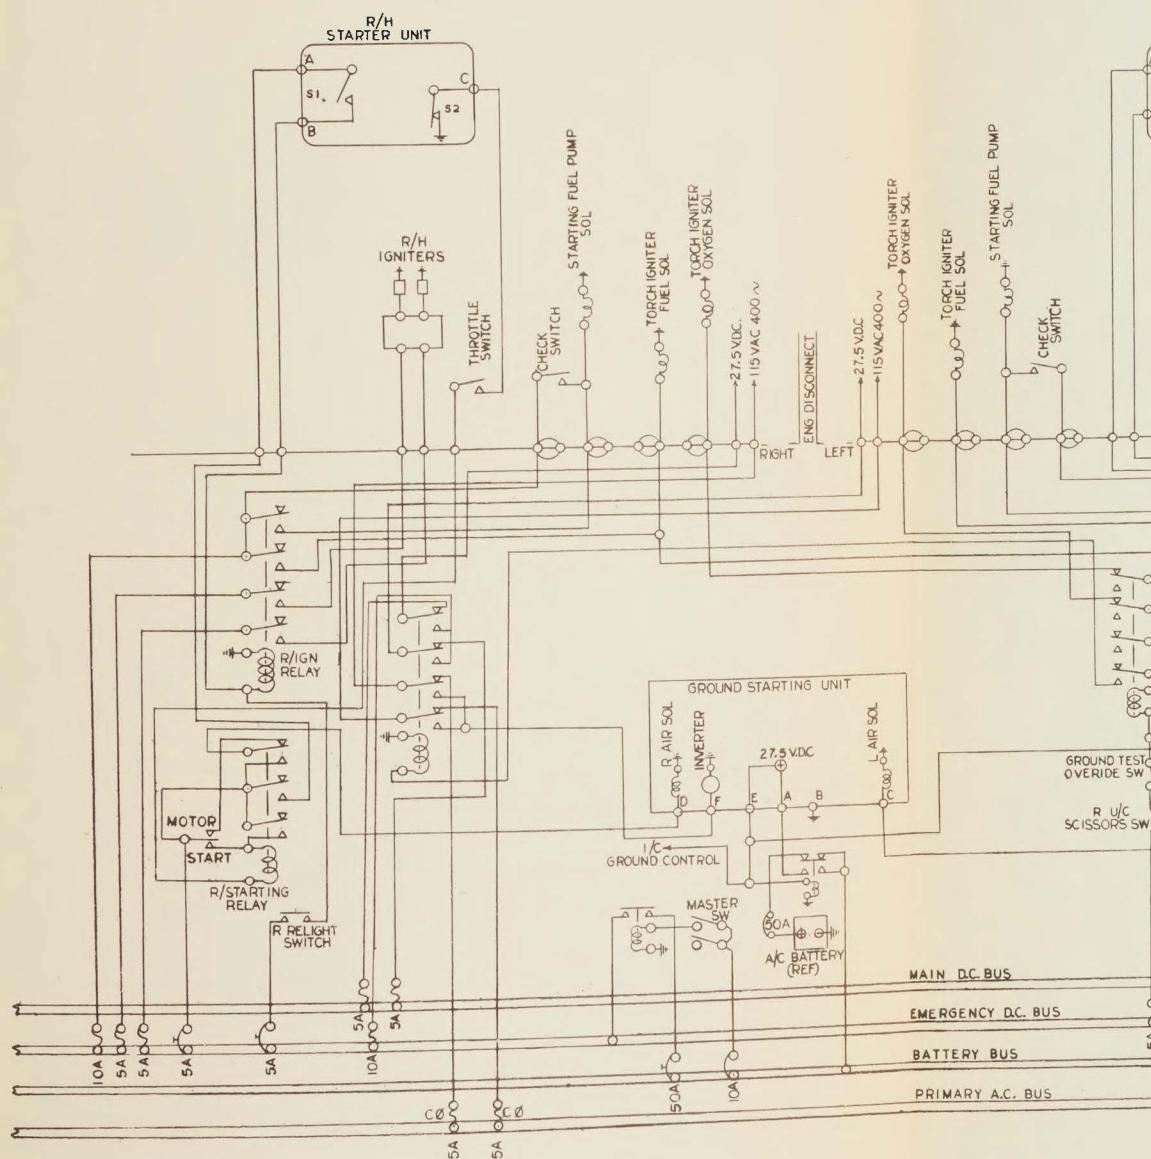 R/H
STARTER UNIT
A
S1.
B
C
S2
R/H
IGNITERS
THROTTLE
SWITCH
CHECK
SWITCH
STARTING FUEL PUMP
SOL
TORCH IGNITER
FUEL SOL
TORCH IGNITER
OXYGEN SOL
27.5 V.D.C.
115 VAC 400~
ENG DISCONNECT
RIGHT
LEFT
27.5 V.D.C
115 VAC 400~
TORCH IGNITER
OXYGEN SOL
TORCH IGNITER
FUEL SOL
STARTING FUEL PUMP
SOL
CHECK
SWITCH
R/IGN
RELAY
MOTOR
START
R/STARTING
RELAY
R RELIGHT
SWITCH
GROUND STARTING UNIT
R AIR SOL
INVERTER
27.5 V.DC
L AIR SOL
D
F
E
A
B
C
I/C
GROUND CONTROL
GROUND TEST
OVERIDE SW
R U/C
SCISSORS SW
MASTER
SW
50A
A/C BATTERY
(REF)
MAIN D.C. BUS
EMERGENCY D.C. BUS
BATTERY BUS
PRIMARY A.C. BUS
10A
5A
5A
5A
5A
5A
10A
5A
50A
10A
5A
CØ
CØ
5A
5A